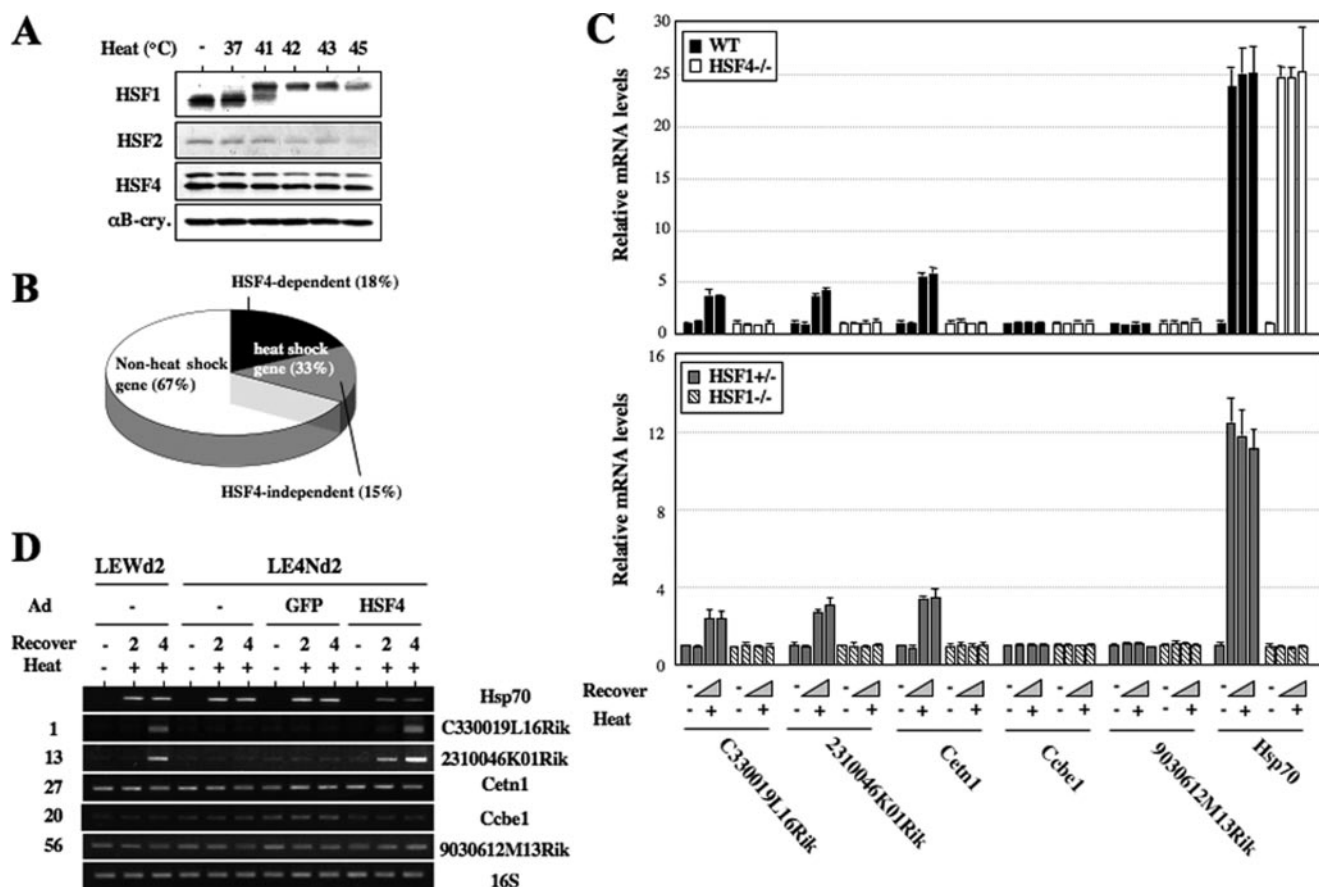 A
Heat (°C) - 37 41 42 43 45
HSF1
HSF2
HSF4
αB-cry.
B
HSF4-dependent (18%)
Non-heat shock
gene (67%)
heat shock
gene (33%)
HSF4-independent (15%)
C
WT
HSF4-/-
Relative mRNA levels
30
25
20
15
10
5
0
HSF1+/-
HSF1-/-
Relative mRNA levels
16
12
8
4
0
Recover - - - - - - - - - - - -
Heat - + - + - + - + - + - + - + - + - + - + - + - +
C330019L16Rik
2310046K01Rik
Cetn1
Ccbe1
9030612M13Rik
Hsp70
D
LEWd2 LE4Nd2
Ad - - GFP HSF4
Recover - 2 4 - 2 4 - 2 4 - 2 4
Heat - + + - + + - + + - + +
Hsp70
1 C330019L16Rik
13 2310046K01Rik
27 Cetn1
20 Ccbe1
56 9030612M13Rik
16S